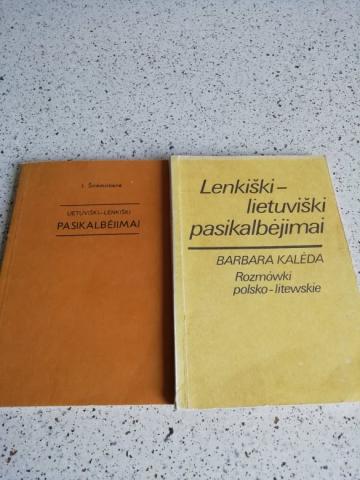 LIETUVIŠKI–LENKIŠKI
PASIKALBĖJIMAI
Lenkiški–
lietuviški
pasikalbėjimai
BARBARA KALĖDA
Rozmówki
polsko-litewskie